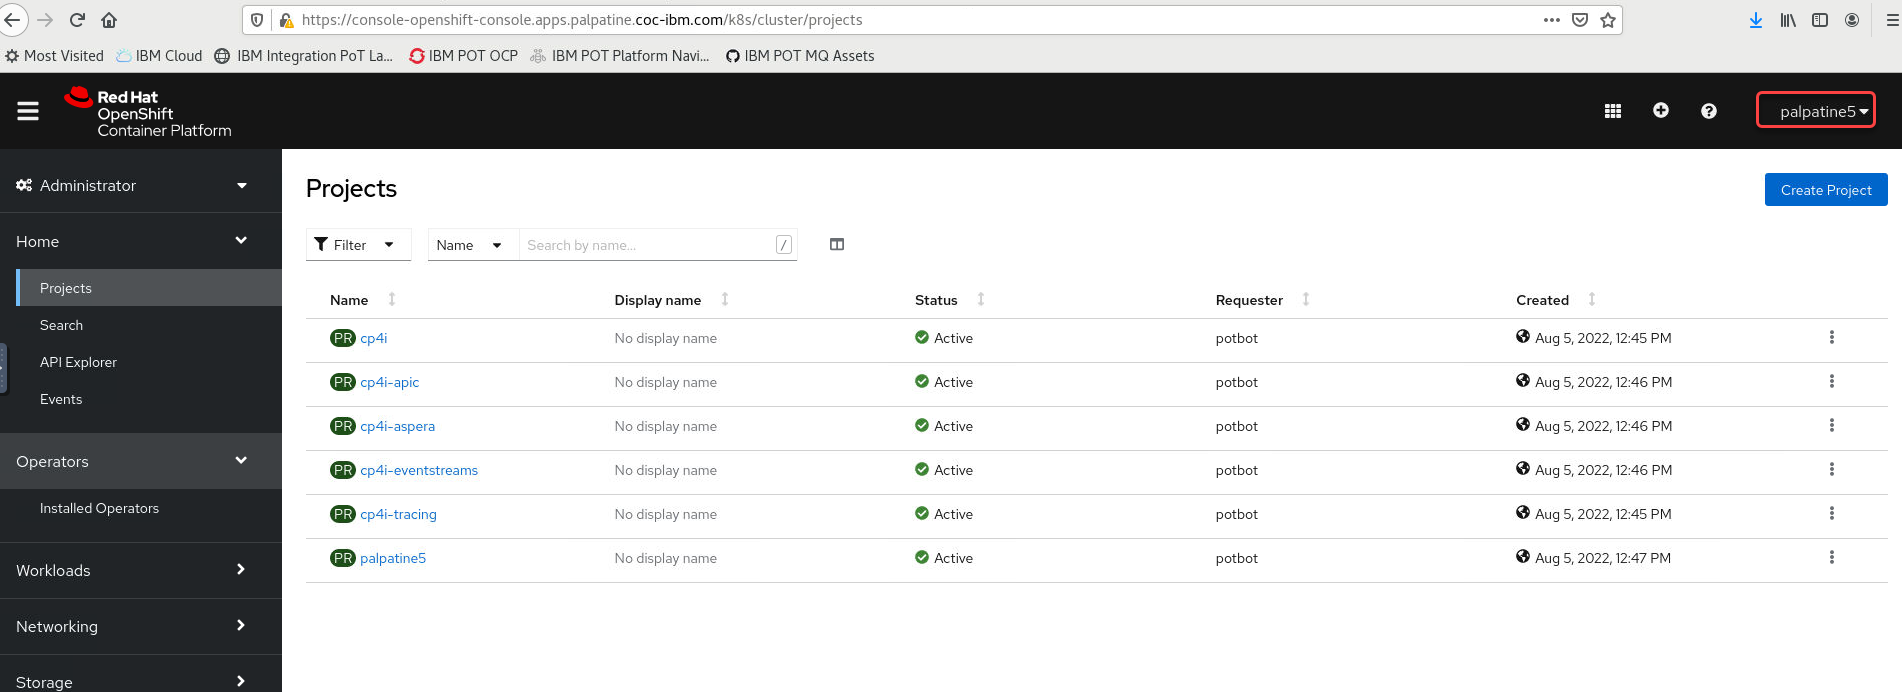 https://console-openshift-console.apps.palpatine.coc-ibm.com/k8s/cluster/projects
Most Visited IBM Cloud IBM Integration PoT La... IBM POT OCP IBM POT Platform Navi... IBM POT MQ Assets
Red Hat
OpenShift
Container Platform
palpatine5
Administrator
Home
Projects
Search
API Explorer
Events
Operators
Installed Operators
Workloads
Networking
Storage
Projects
Create Project
Filter Name Search by name... /
Name Display name Status Requester Created
PR cp4i No display name Active potbot Aug 5, 2022, 12:45 PM
PR cp4i-apic No display name Active potbot Aug 5, 2022, 12:46 PM
PR cp4i-aspera No display name Active potbot Aug 5, 2022, 12:46 PM
PR cp4i-eventstreams No display name Active potbot Aug 5, 2022, 12:46 PM
PR cp4i-tracing No display name Active potbot Aug 5, 2022, 12:45 PM
PR palpatine5 No display name Active potbot Aug 5, 2022, 12:47 PM